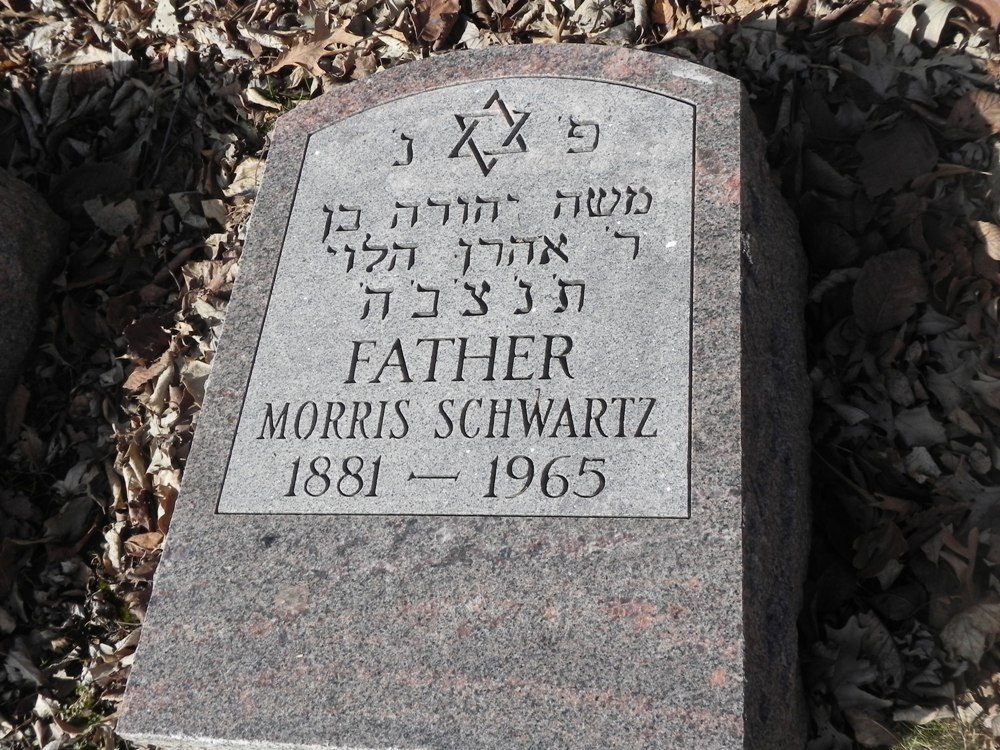 פ' נ'
משה יהודה בן
ר' אהרן הלוי
ת' נ' צ' ב' ה'
FATHER
MORRIS SCHWARTZ
1881 — 1965